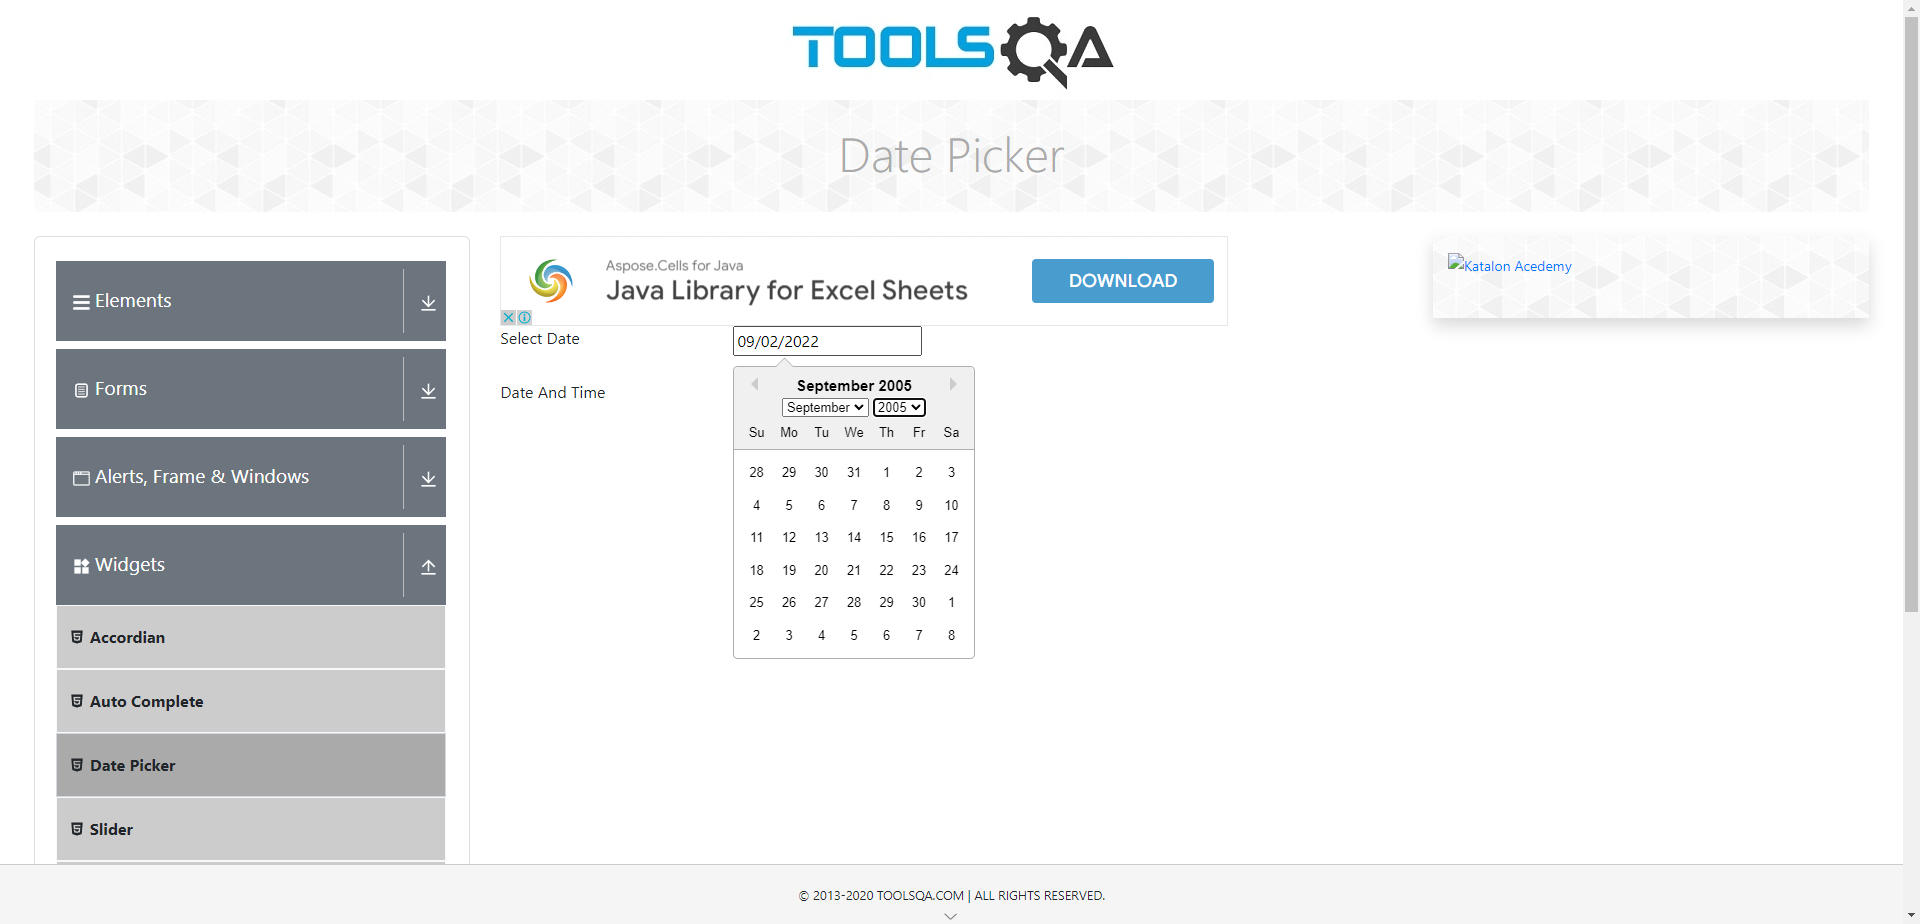 TOOLSQA
Date Picker
Elements
Forms
Alerts, Frame & Windows
Widgets
Accordian
Auto Complete
Date Picker
Slider
Aspose.Cells for Java
Java Library for Excel Sheets
DOWNLOAD
Select Date
09/02/2022
Date And Time
September 2005
September 2005
Su Mo Tu We Th Fr Sa
28 29 30 31 1 2 3
4 5 6 7 8 9 10
11 12 13 14 15 16 17
18 19 20 21 22 23 24
25 26 27 28 29 30 1
2 3 4 5 6 7 8
Katalon Acedemy
© 2013-2020 TOOLSQA.COM | ALL RIGHTS RESERVED.